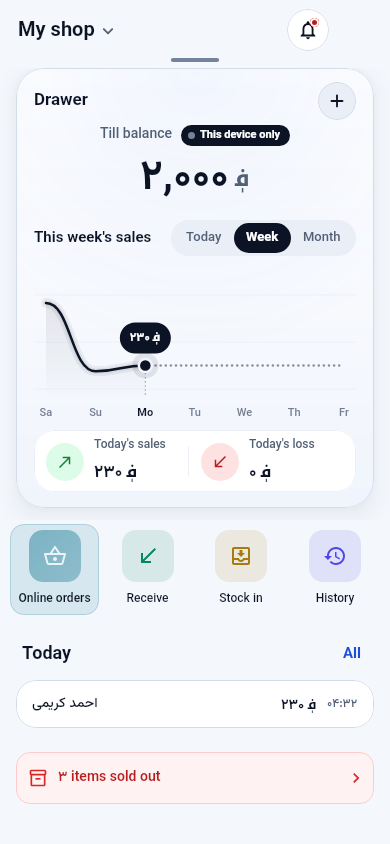 My shop
Drawer
Till balance
This device only
۲,۰۰۰ ؋
This week's sales
Today Week Month
؋ ۲۳۰
Sa Su Mo Tu We Th Fr
Today's sales
۲۳۰ ؋
Today's loss
۰ ؋
Online orders
Receive
Stock in
History
Today
All
احمد کریمی
۲۳۰ ؋
۰۴:۳۲
۳ items sold out